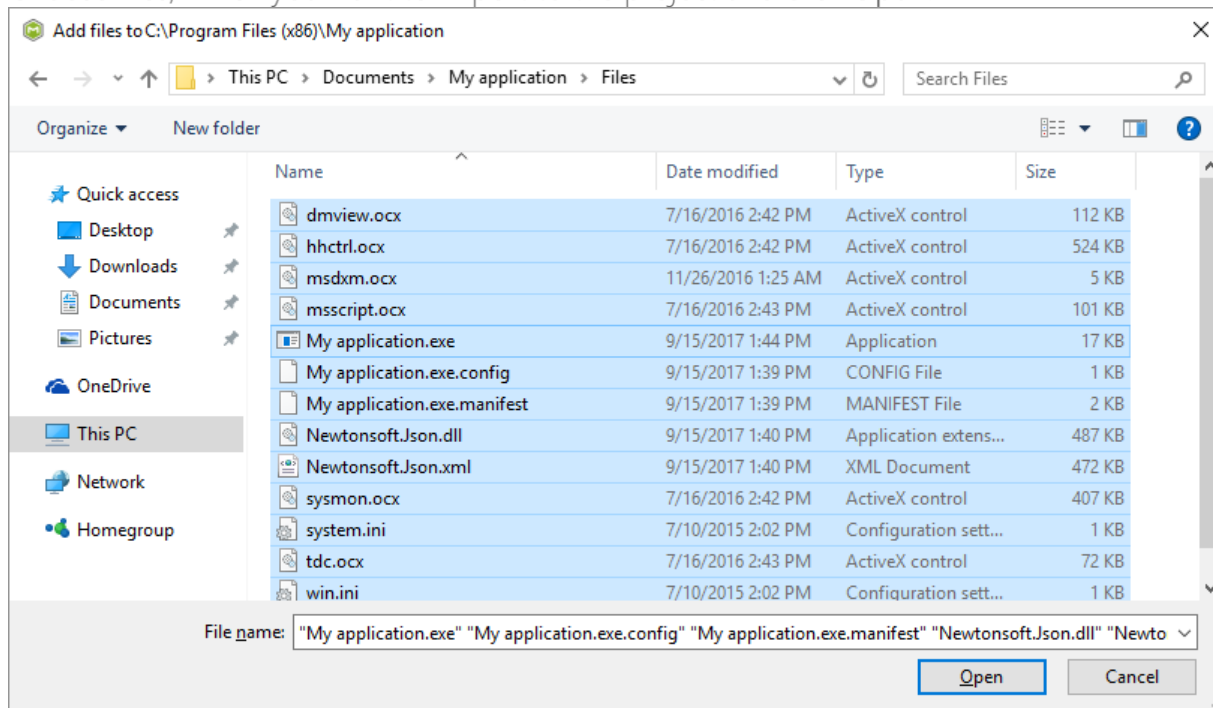 Add files to C:\Program Files (x86)\My application
This PC > Documents > My application > Files
Search Files
Organize
New folder
Name Date modified Type Size
Quick access
Desktop
Downloads
Documents
Pictures
OneDrive
This PC
Network
Homegroup
dmview.ocx 7/16/2016 2:42 PM ActiveX control 112 KB
hhctrl.ocx 7/16/2016 2:42 PM ActiveX control 524 KB
msdxm.ocx 11/26/2016 1:25 AM ActiveX control 5 KB
msscript.ocx 7/16/2016 2:43 PM ActiveX control 101 KB
My application.exe 9/15/2017 1:44 PM Application 17 KB
My application.exe.config 9/15/2017 1:39 PM CONFIG File 1 KB
My application.exe.manifest 9/15/2017 1:39 PM MANIFEST File 2 KB
Newtonsoft.Json.dll 9/15/2017 1:40 PM Application extens... 487 KB
Newtonsoft.Json.xml 9/15/2017 1:40 PM XML Document 472 KB
sysmon.ocx 7/16/2016 2:42 PM ActiveX control 407 KB
system.ini 7/10/2015 2:02 PM Configuration sett... 1 KB
tdc.ocx 7/16/2016 2:43 PM ActiveX control 72 KB
win.ini 7/10/2015 2:02 PM Configuration sett... 1 KB
File name: "My application.exe" "My application.exe.config" "My application.exe.manifest" "Newtonsoft.Json.dll" "Newto
Open
Cancel